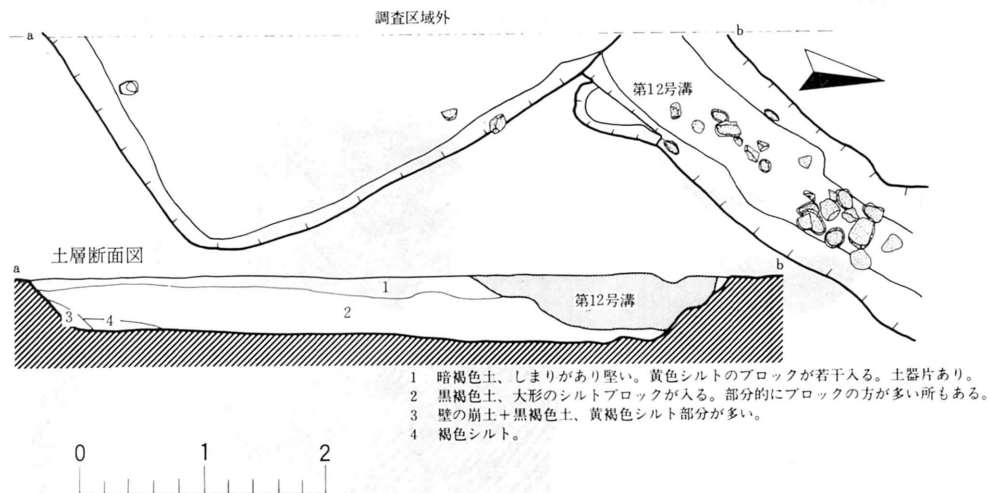 調査区域外
a
b
第12号溝
土層断面図
a
b
1
第12号溝
2
3
4
1 暗褐色土、しまりがあり堅い。黄色シルトのブロックが若干入る。土器片あり。
2 黒褐色土、大形のシルトブロックが入る。部分的にブロックの方が多い所もある。
3 壁の崩土+黒褐色土、黄褐色シルト部分が多い。
4 褐色シルト。
0 1 2